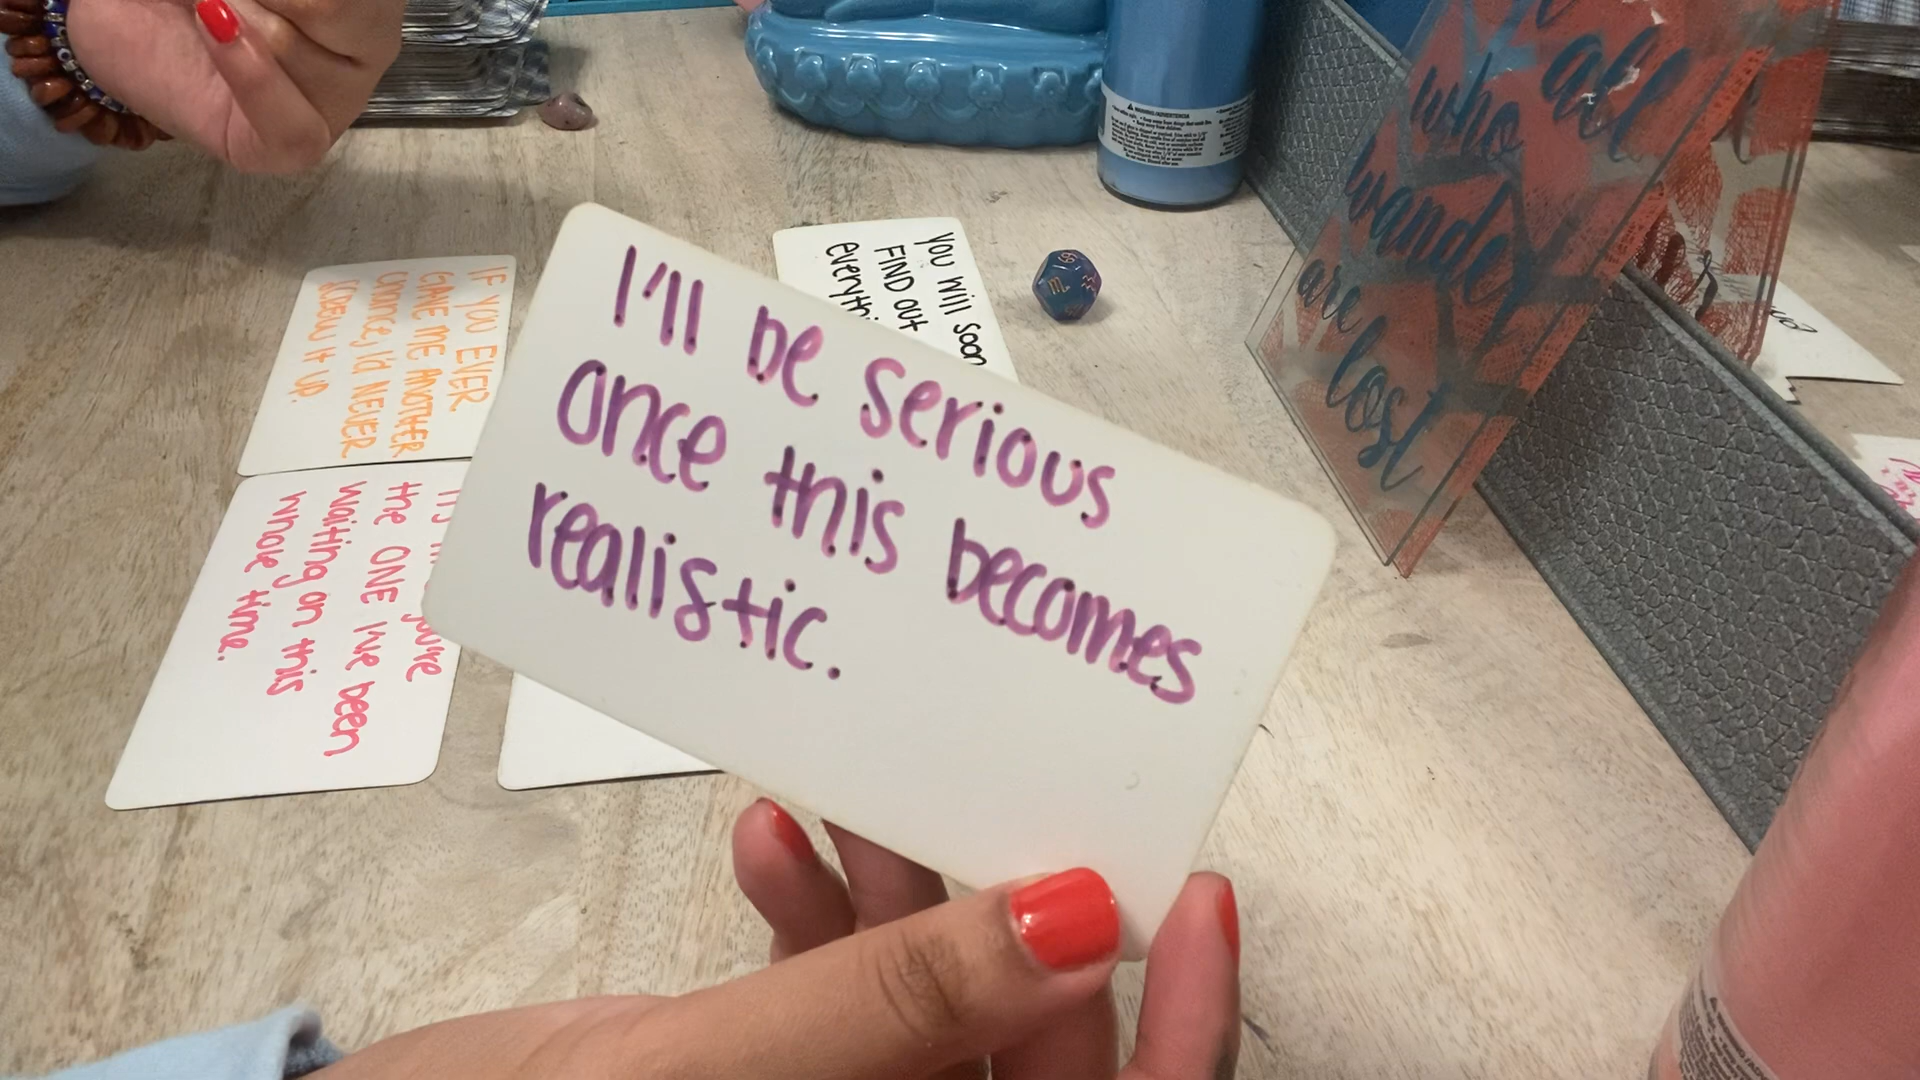 I'll be serious
once this becomes
realistic.
YOU Will SOON
FIND OUT
IF YOU EVER
GAVE ME ANOTHER
CHANCE, I'd NEVER
SCREW IT UP.
you're
the ONE I've been
waiting on this
whole time.
all
who
wander
are
lost
WARNING/ADVERTENCIA